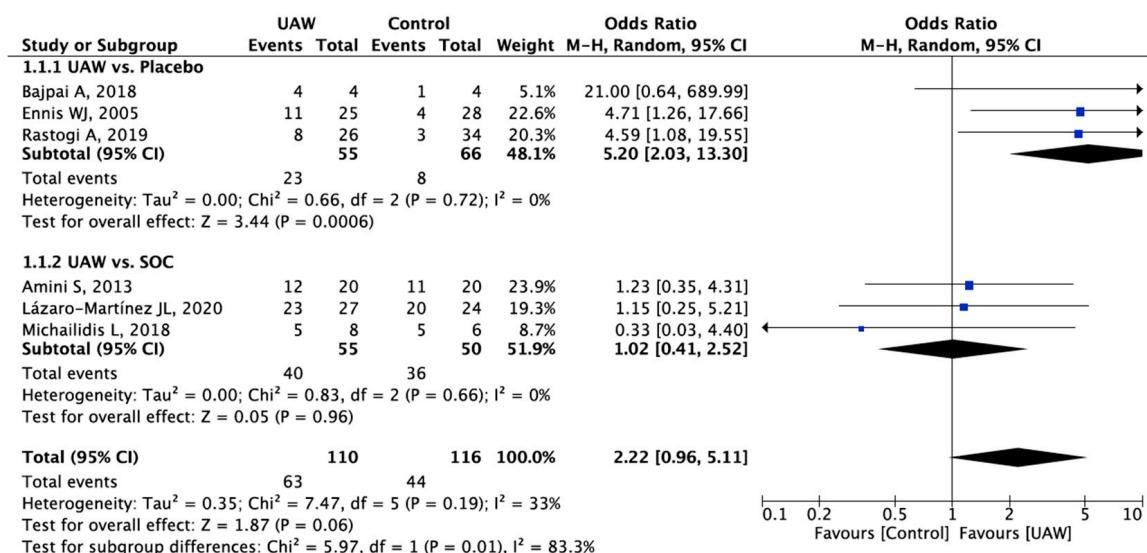 UAW Control Odds Ratio Odds Ratio
Study or Subgroup Events Total Events Total Weight M-H, Random, 95% CI M-H, Random, 95% CI
1.1.1 UAW vs. Placebo
Bajpai A, 2018 4 4 1 4 5.1% 21.00 [0.64, 689.99]
Ennis WJ, 2005 11 25 4 28 22.6% 4.71 [1.26, 17.66]
Rastogi A, 2019 8 26 3 34 20.3% 4.59 [1.08, 19.55]
Subtotal (95% CI) 55 66 48.1% 5.20 [2.03, 13.30]
Total events 23 8
Heterogeneity: Tau² = 0.00; Chi² = 0.66, df = 2 (P = 0.72); I² = 0%
Test for overall effect: Z = 3.44 (P = 0.0006)
1.1.2 UAW vs. SOC
Amini S, 2013 12 20 11 20 23.9% 1.23 [0.35, 4.31]
Lázaro-Martínez JL, 2020 23 27 20 24 19.3% 1.15 [0.25, 5.21]
Michailidis L, 2018 5 8 5 6 8.7% 0.33 [0.03, 4.40]
Subtotal (95% CI) 55 50 51.9% 1.02 [0.41, 2.52]
Total events 40 36
Heterogeneity: Tau² = 0.00; Chi² = 0.83, df = 2 (P = 0.66); I² = 0%
Test for overall effect: Z = 0.05 (P = 0.96)
Total (95% CI) 110 116 100.0% 2.22 [0.96, 5.11]
Total events 63 44
Heterogeneity: Tau² = 0.35; Chi² = 7.47, df = 5 (P = 0.19); I² = 33%
Test for overall effect: Z = 1.87 (P = 0.06)
Test for subgroup differences: Chi² = 5.97, df = 1 (P = 0.01), I² = 83.3%
0.1 0.2 0.5 1 2 5 10
Favours [Control] Favours [UAW]